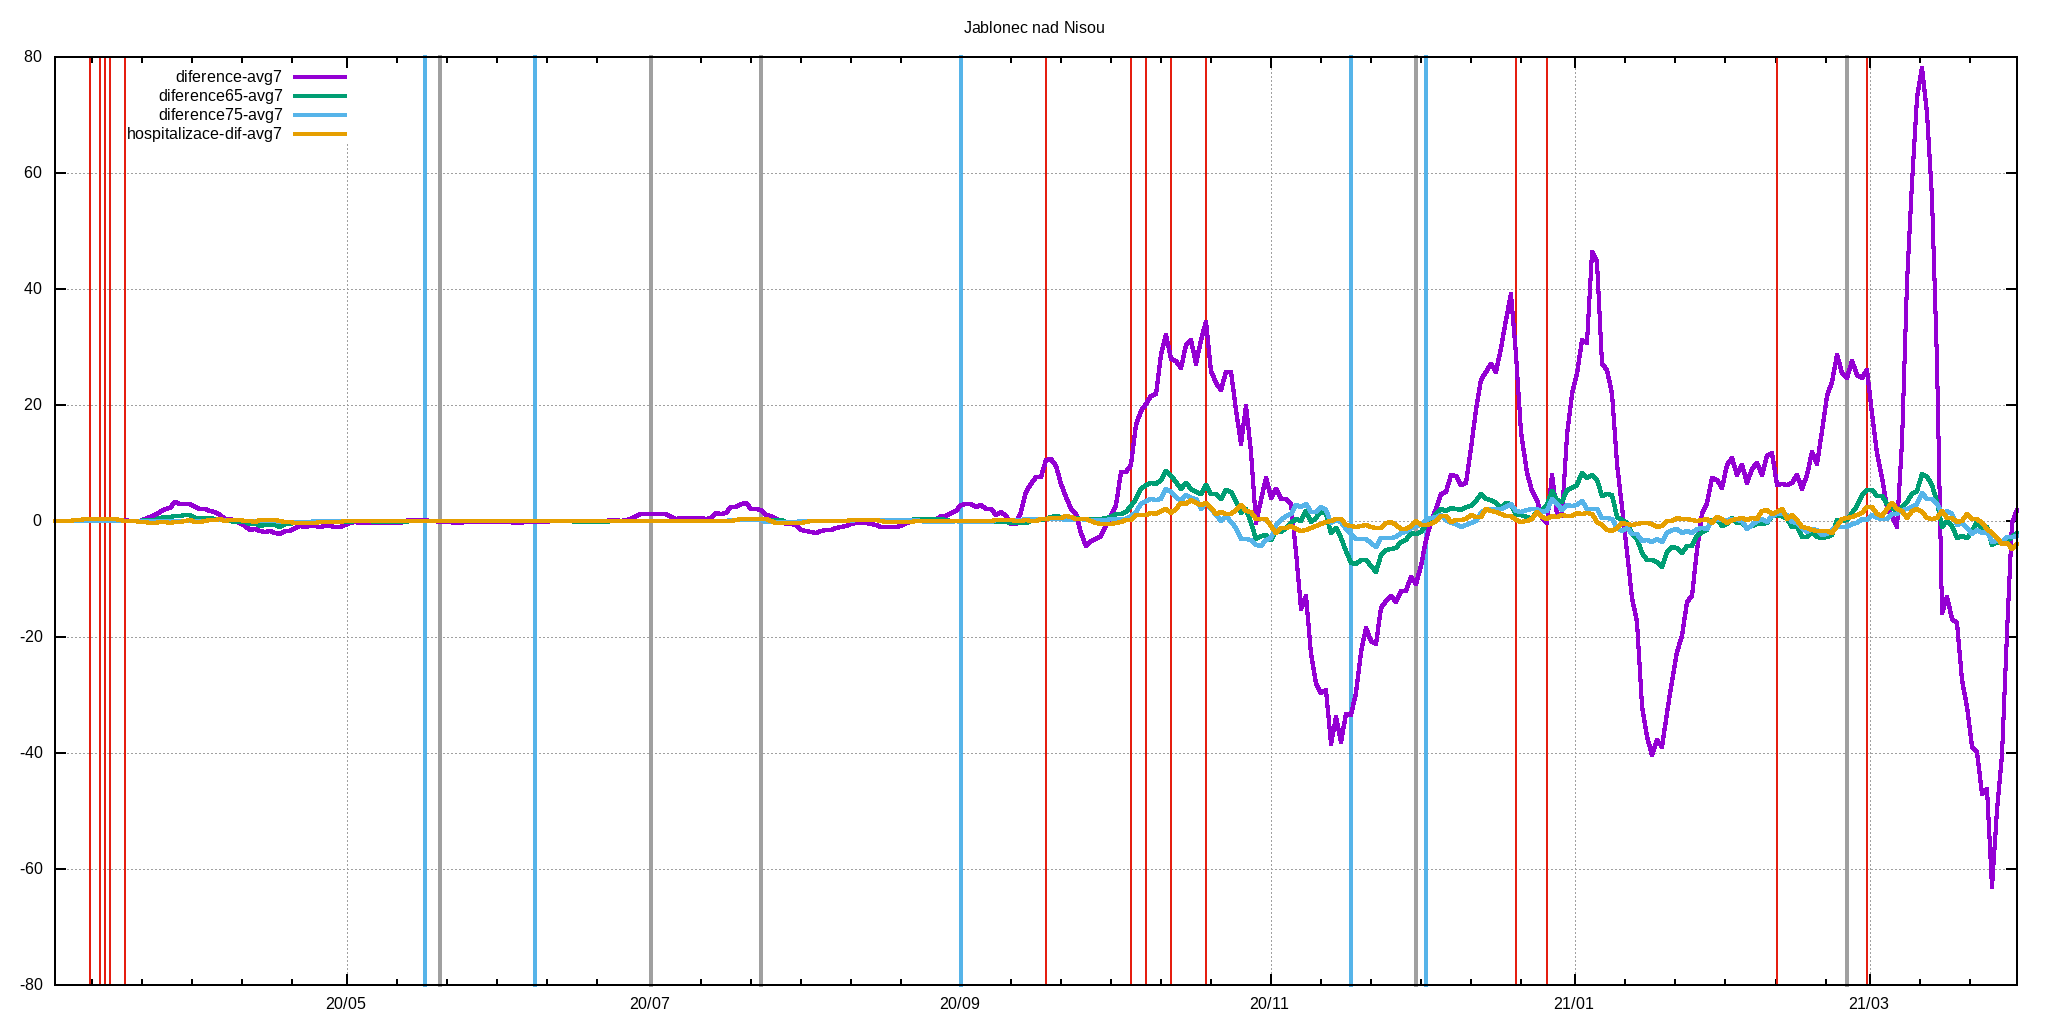 Jablonec nad Nisou
diference-avg7
diference65-avg7
diference75-avg7
hospitalizace-dif-avg7
80
60
40
20
0
-20
-40
-60
-80
20/05 20/07 20/09 20/11 21/01 21/03